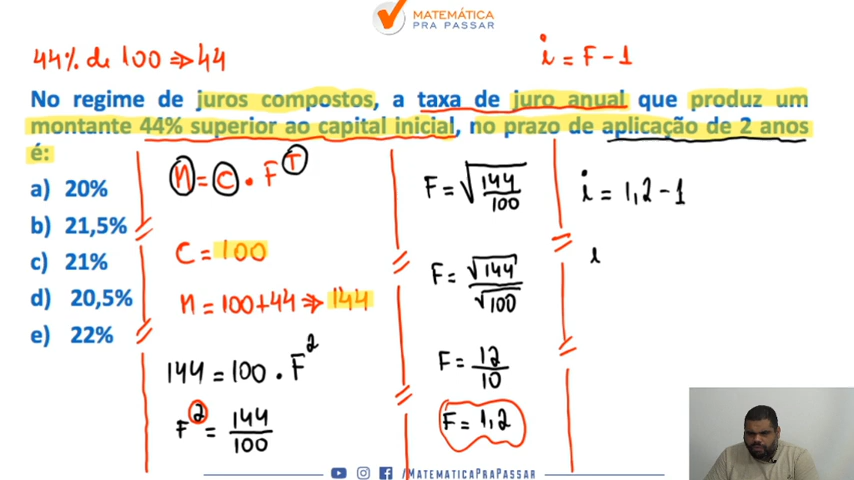 MATEMÁTICA
PRA PASSAR
44% de 100 ⇒ 44
i = F - 1
No regime de juros compostos, a taxa de juro anual que produz um
montante 44% superior ao capital inicial, no prazo de aplicação de 2 anos
é:
a) 20%
b) 21,5%
c) 21%
d) 20,5%
e) 22%
M = C . F^T
C = 100
M = 100+44 ⇒ 144
144 = 100 . F^2
F^2 = 144/100
F = √(144/100)
F = √144/√100
F = 12/10
F = 1,2
i = 1,2 - 1
i
/MATEMATICAPRAPASSAR